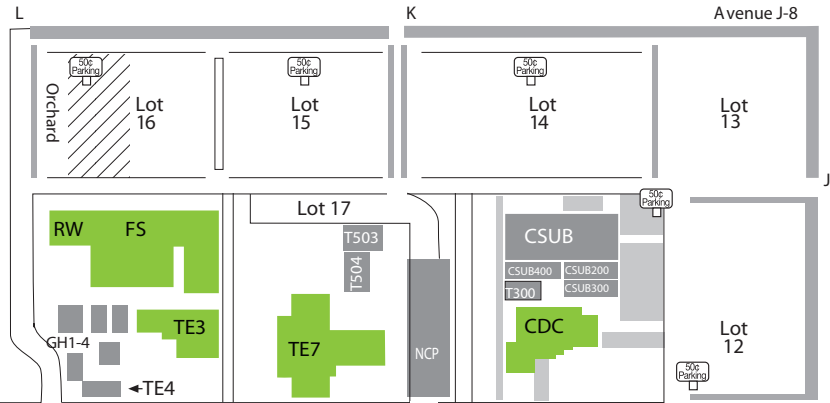 L
K
Avenue J-8
50¢
Parking
50¢
Parking
50¢
Parking
Orchard
Lot
16
Lot
15
Lot
14
Lot
13
J
50¢
Parking
Lot 17
RW
FS
T503
T504
CSUB
CSUB400
CSUB200
T300
CSUB300
GH1-4
TE3
TE7
NCP
CDC
Lot
12
50¢
Parking
TE4